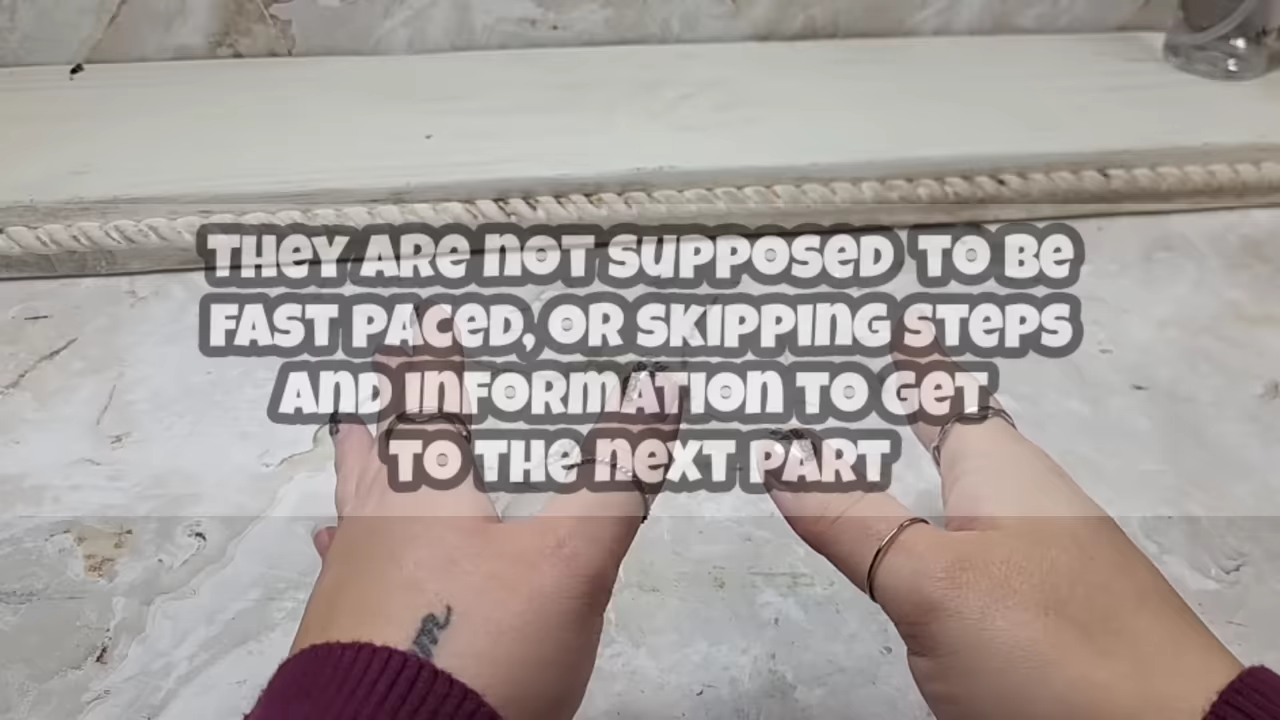 THEY ARE NOT SUPPOSED TO BE
FAST PACED, OR SKIPPING STEPS
AND INFORMATION TO GET
TO THE NEXT PART